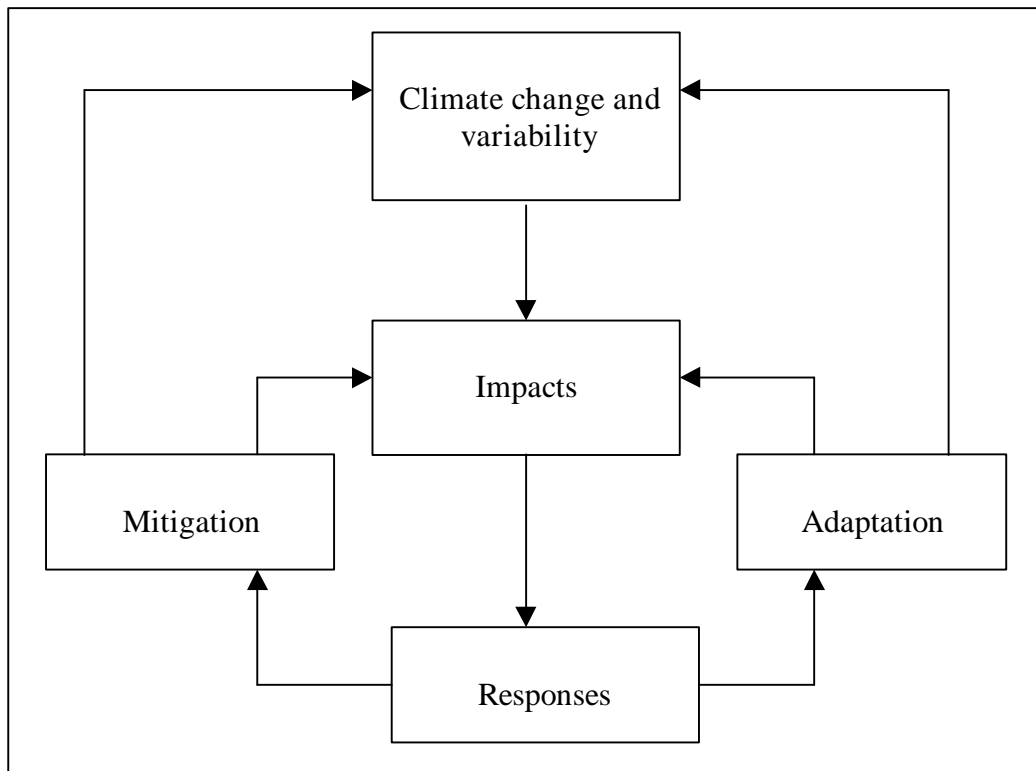 Climate change and
variability
Impacts
Mitigation
Adaptation
Responses